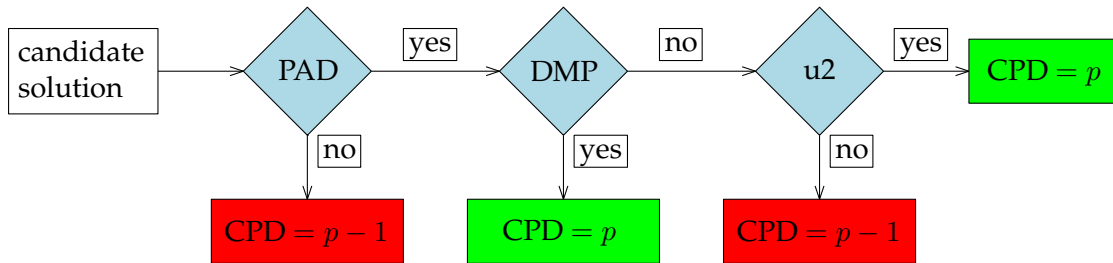 candidate
solution
PAD
yes
DMP
no
u2
yes
CPD = p
no
yes
no
CPD = p − 1
CPD = p
CPD = p − 1